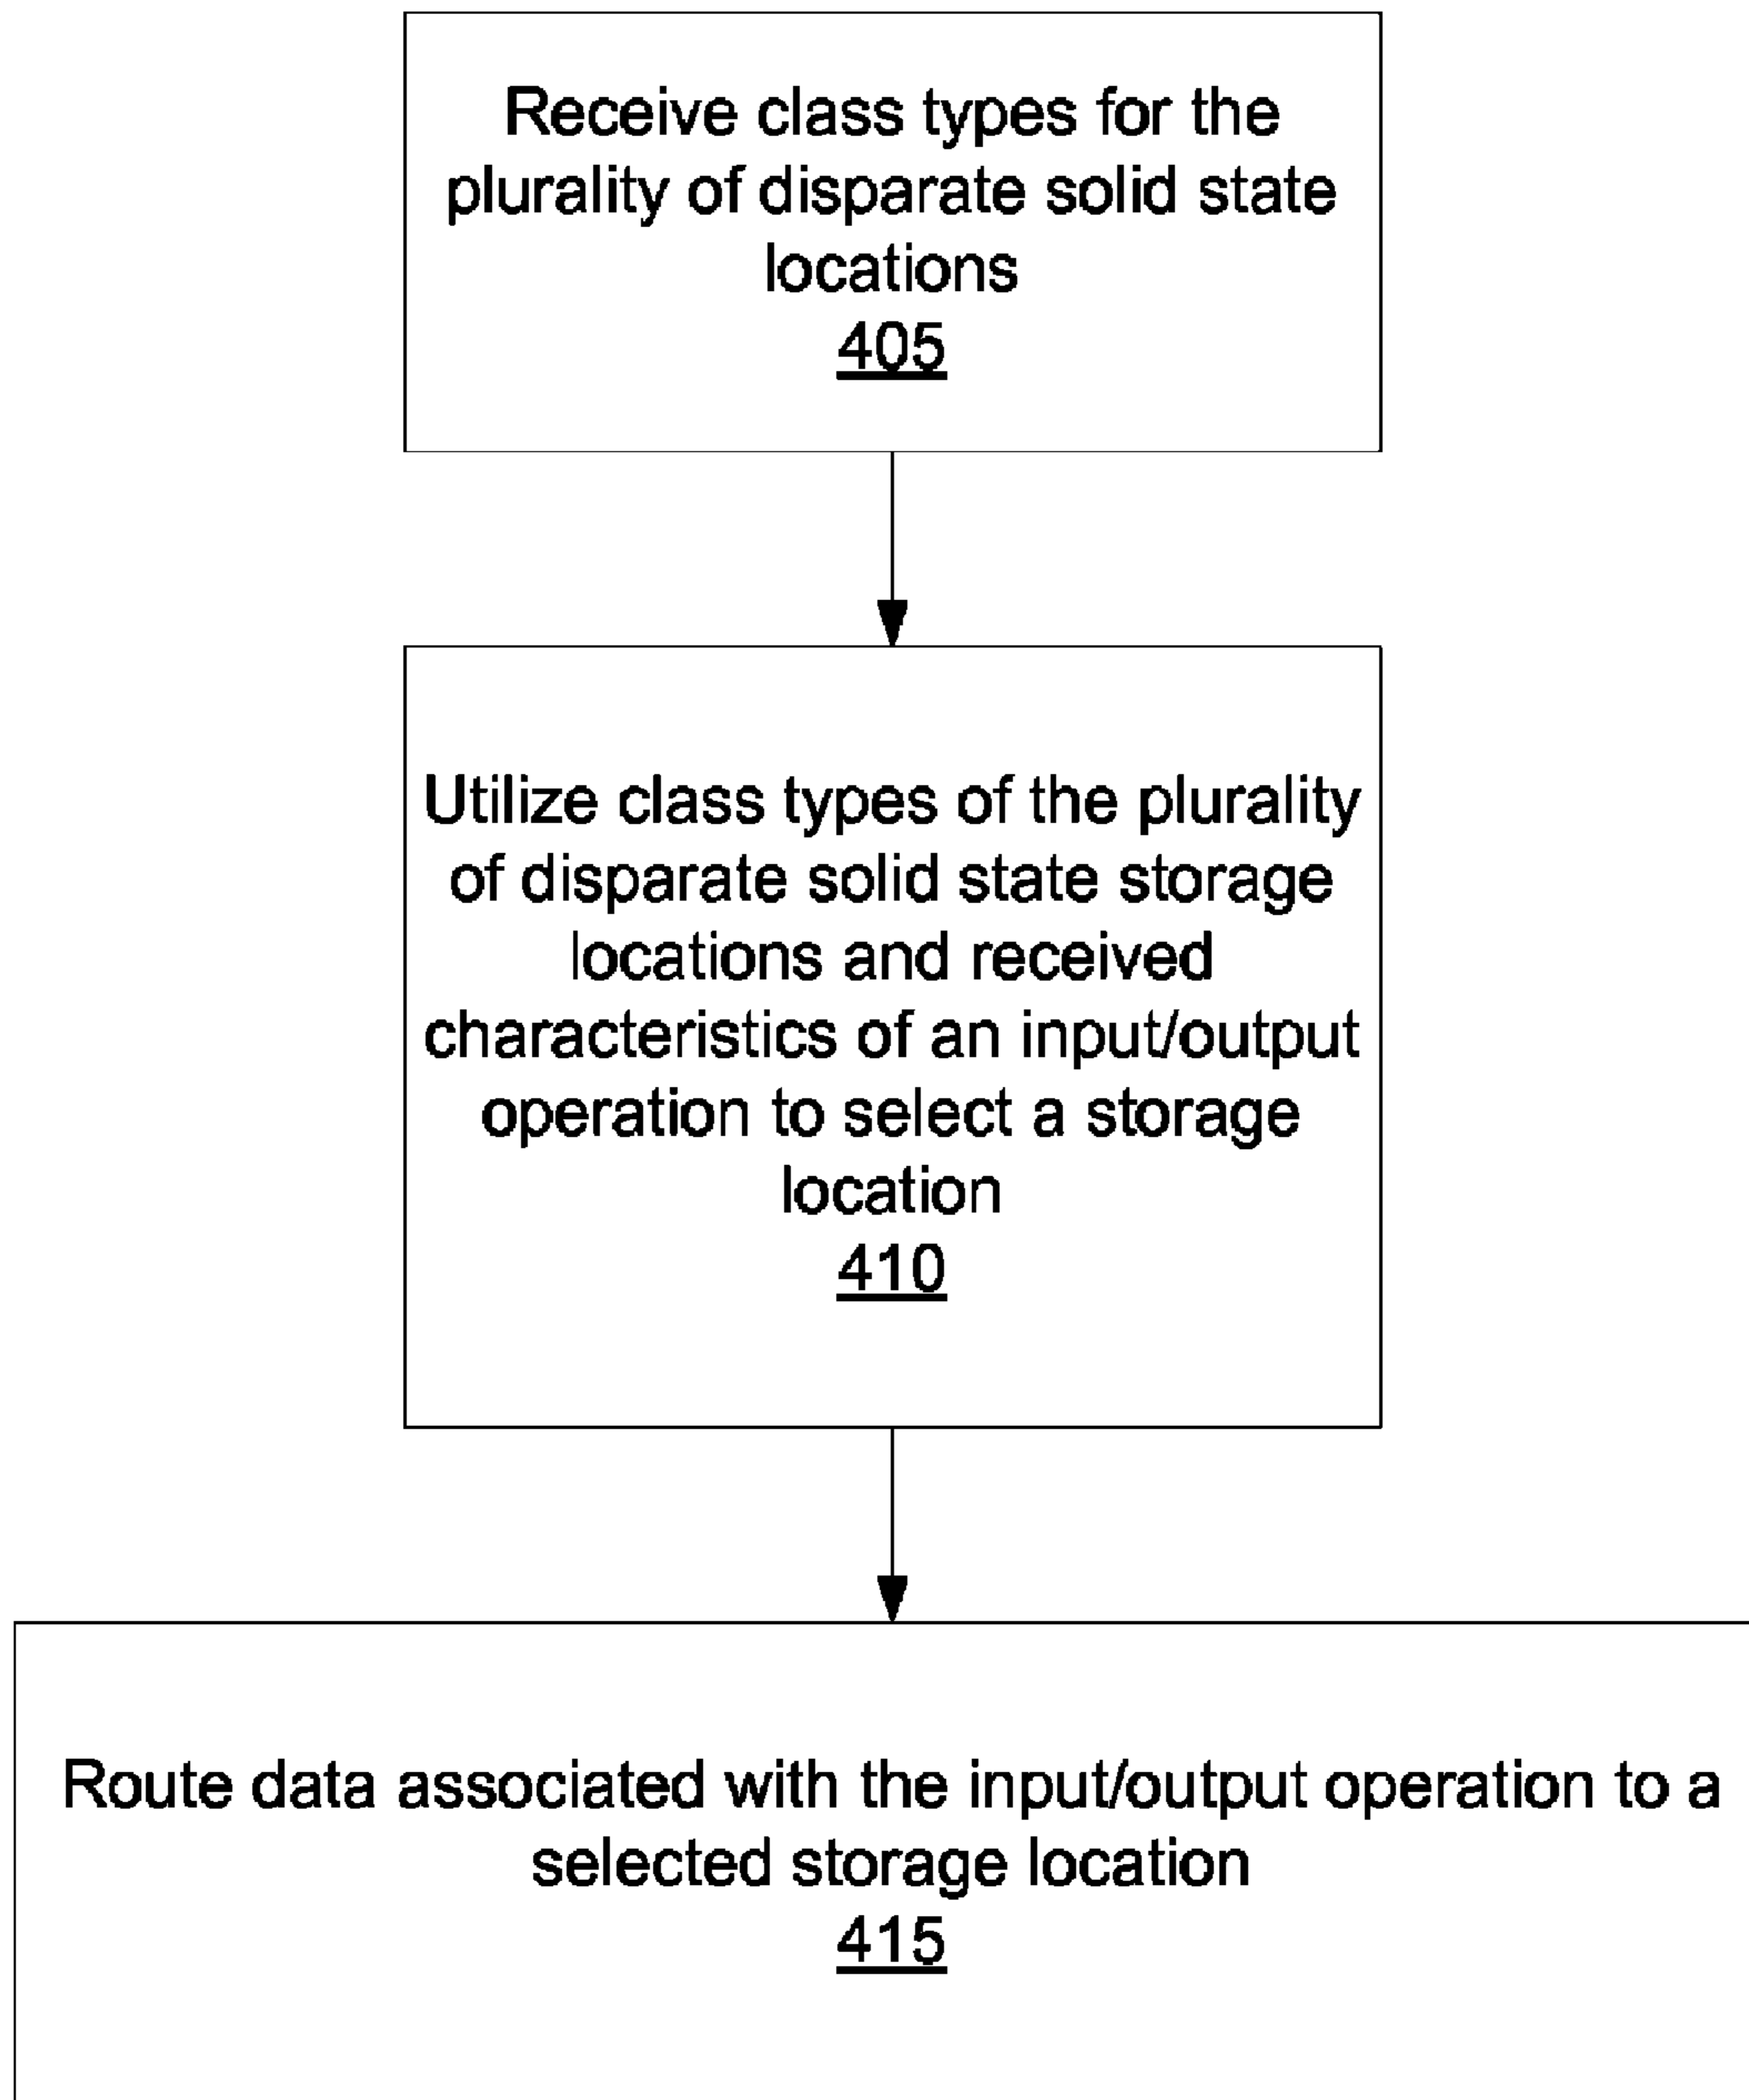 Receive class types for the
plurality of disparate solid state
locations
405
Utilize class types of the plurality
of disparate solid state storage
locations and received
characteristics of an input/output
operation to select a storage
location
410
Route data associated with the input/output operation to a
selected storage location
415